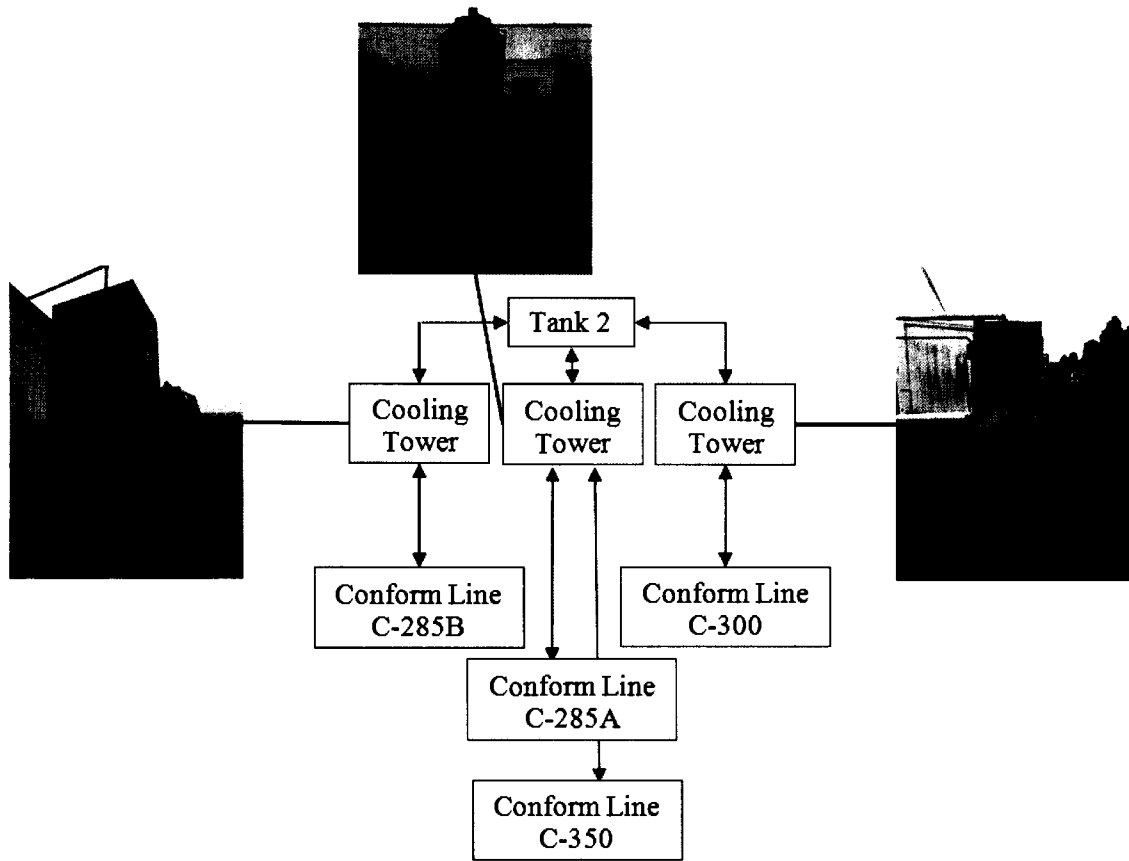 Tank 2
Cooling
Tower
Cooling
Tower
Cooling
Tower
Conform Line
C-285B
Conform Line
C-300
Conform Line
C-285A
Conform Line
C-350